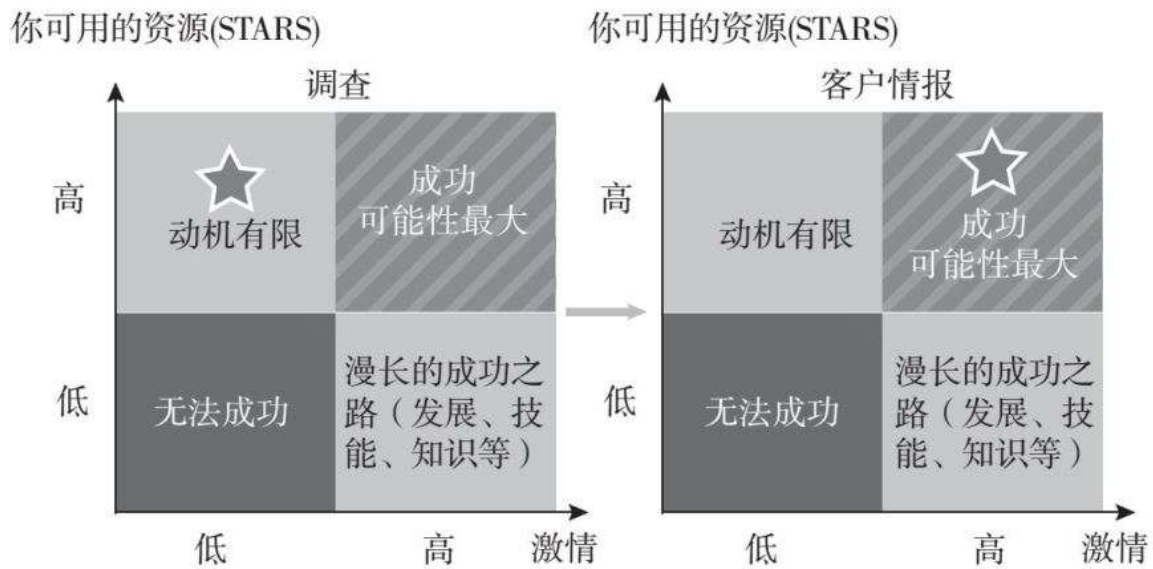 你可用的资源(STARS)
调查
高
动机有限
成功
可能性最大
低
无法成功
漫长的成功之
路（发展、技
能、知识等）
低
高
激情
你可用的资源(STARS)
客户情报
高
动机有限
成功
可能性最大
低
无法成功
漫长的成功之
路（发展、技
能、知识等）
低
高
激情